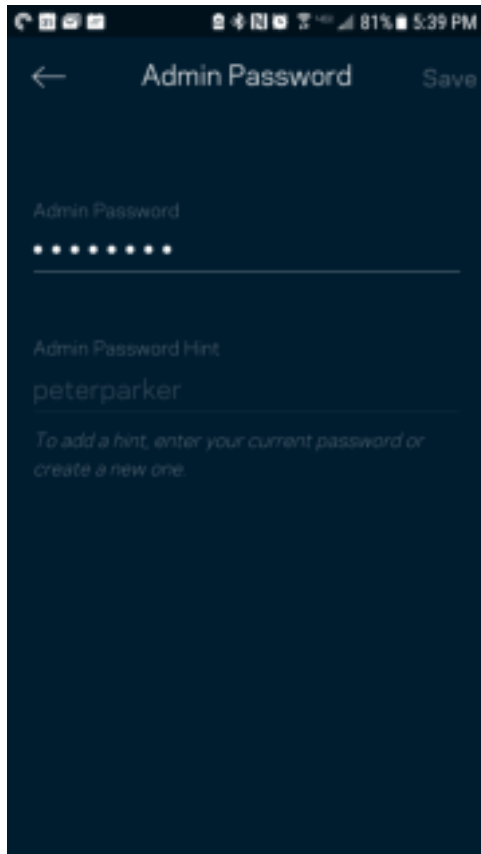 81% 5:39 PM
Admin Password Save
Admin Password
••••••••
Admin Password Hint
peterparker
To add a hint, enter your current password or
create a new one.